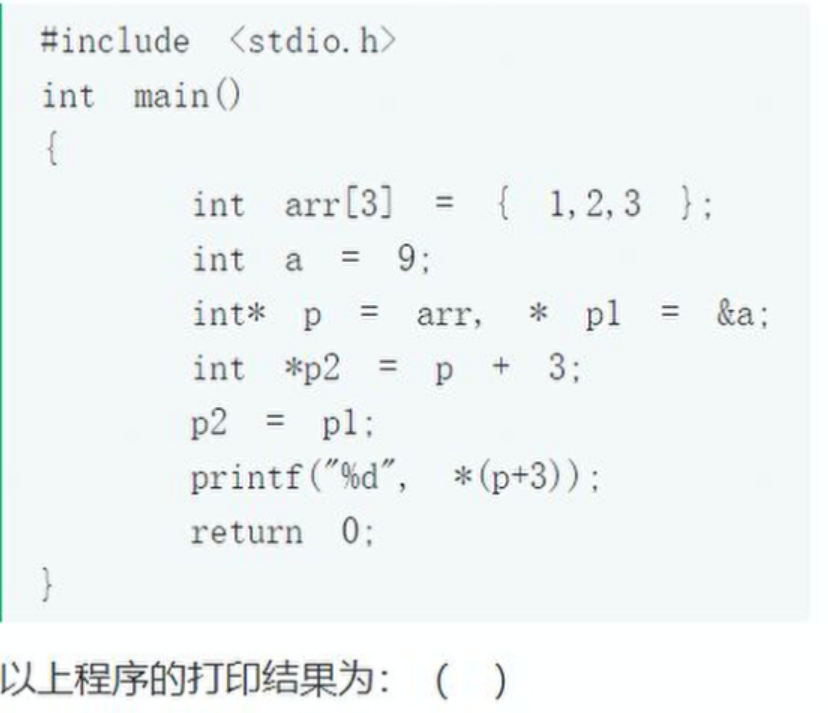 #include <stdio.h>
int main()
{
int arr[3] = { 1,2,3 };
int a = 9;
int* p = arr, * p1 = &a;
int *p2 = p + 3;
p2 = p1;
printf("%d", *(p+3));
return 0;
}
以上程序的打印结果为：（ ）